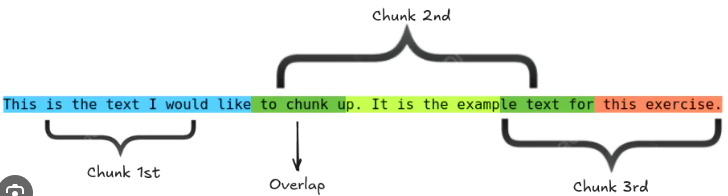 Chunk 2nd
This is the text I would like to chunk up. It is the example text for this exercise.
Chunk 1st
Overlap
Chunk 3rd